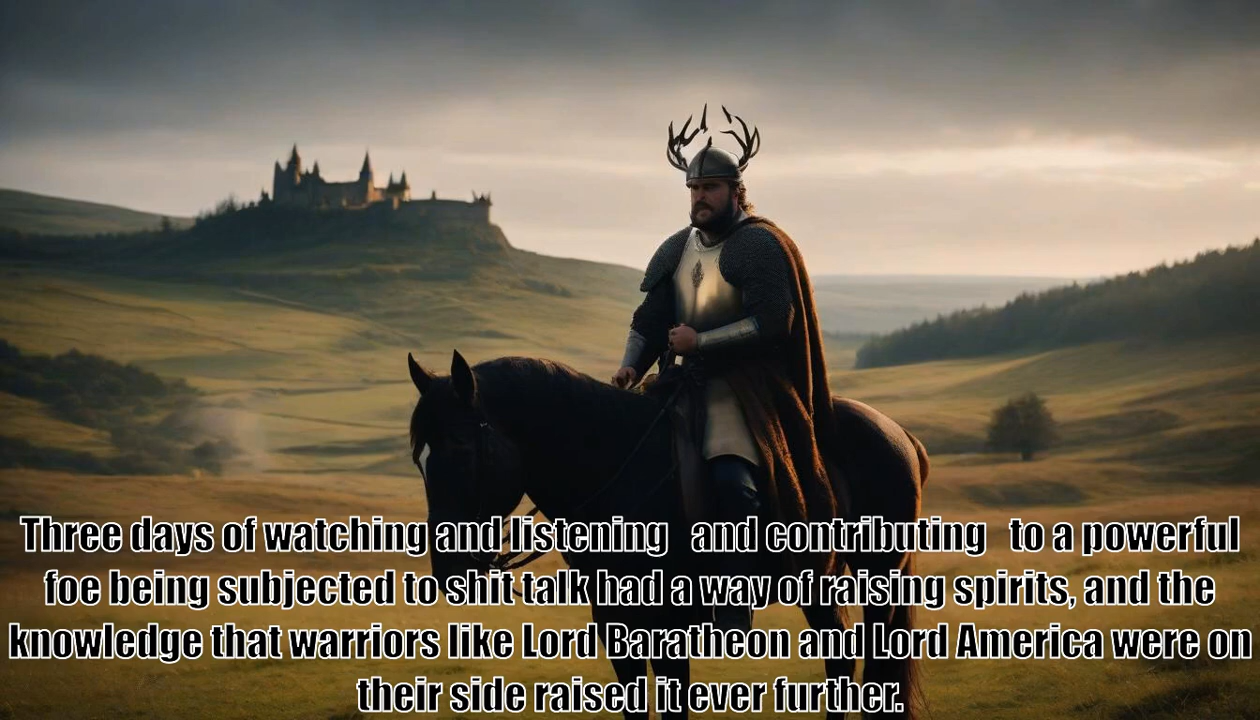 Three days of watching and listening   and contributing   to a powerful
foe being subjected to shit talk had a way of raising spirits, and the
knowledge that warriors like Lord Baratheon and Lord America were on
their side raised it ever further.